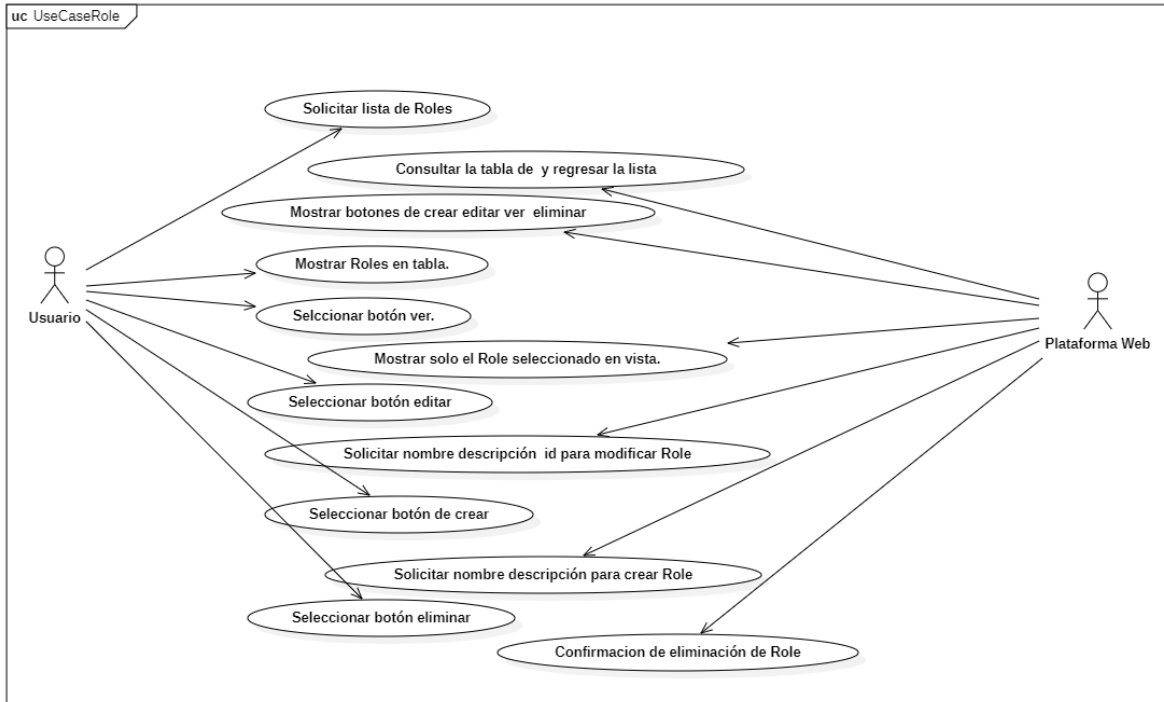 uc UseCaseRole
Solicitar lista de Roles
Consultar la tabla de y regresar la lista
Mostrar botones de crear editar ver eliminar
Mostrar Roles en tabla.
Usuario
Selccionar botón ver.
Plataforma Web
Mostrar solo el Role seleccionado en vista.
Seleccionar botón editar
Solicitar nombre descripción id para modificar Role
Seleccionar botón de crear
Solicitar nombre descripción para crear Role
Seleccionar botón eliminar
Confirmacion de eliminación de Role